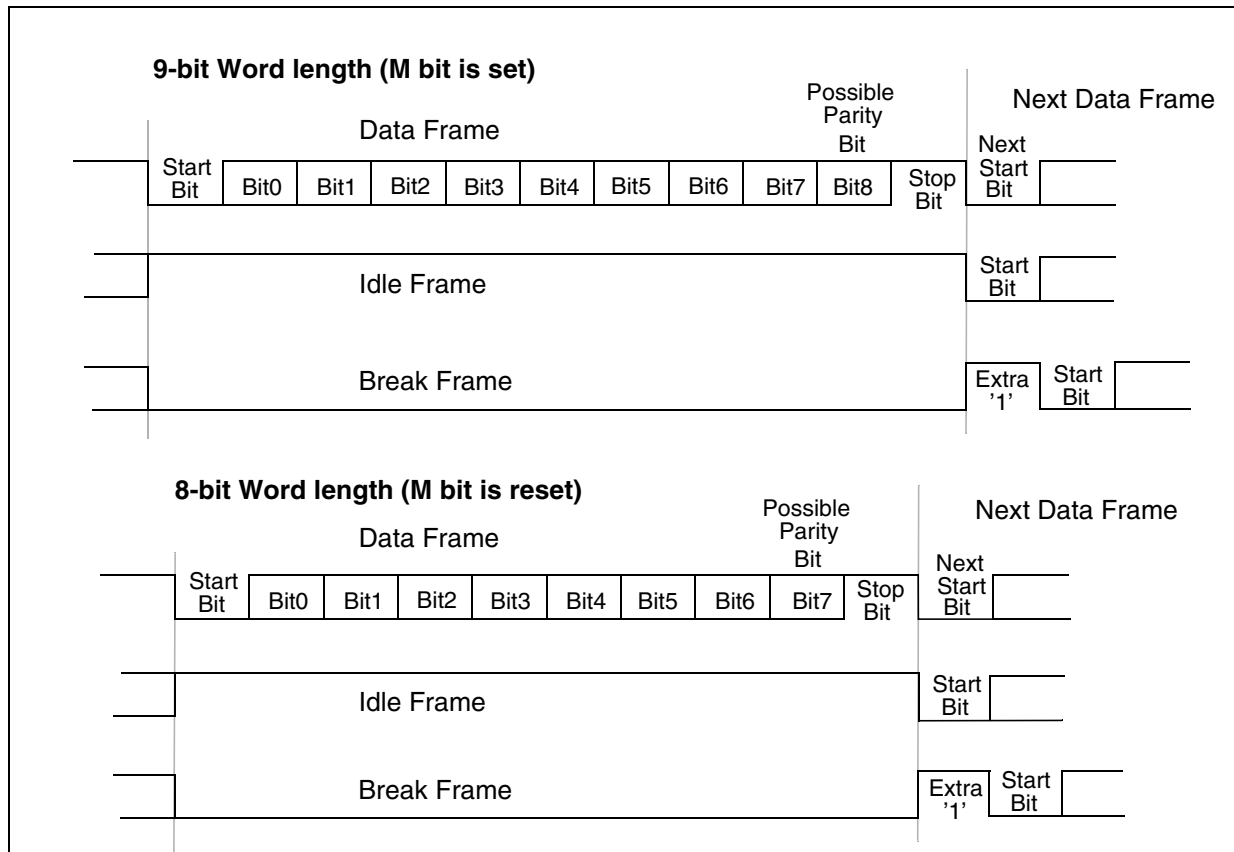 9-bit Word length (M bit is set)
Possible
Parity
Bit
Next Data Frame
Data Frame
Start
Bit
Bit0
Bit1
Bit2
Bit3
Bit4
Bit5
Bit6
Bit7
Bit8
Stop
Bit
Next
Start
Bit
Idle Frame
Start
Bit
Break Frame
Extra
'1'
Start
Bit
8-bit Word length (M bit is reset)
Possible
Parity
Bit
Next Data Frame
Data Frame
Start
Bit
Bit0
Bit1
Bit2
Bit3
Bit4
Bit5
Bit6
Bit7
Stop
Bit
Next
Start
Bit
Idle Frame
Start
Bit
Break Frame
Extra
'1'
Start
Bit